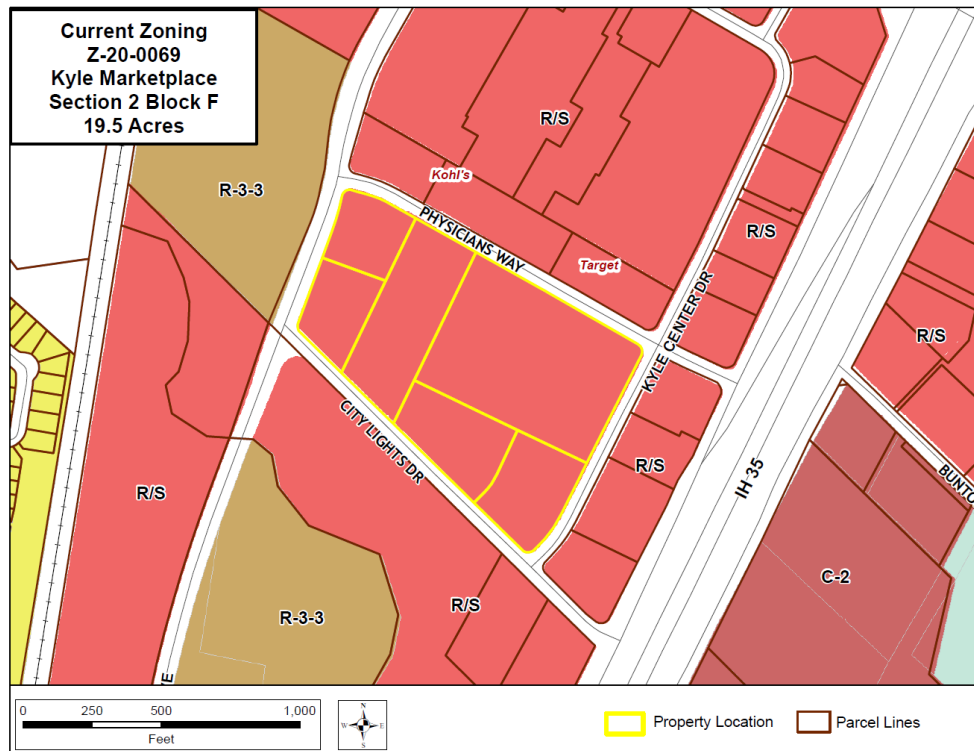 Current Zoning
Z-20-0069
Kyle Marketplace
Section 2 Block F
19.5 Acres
R/S
Kohl's
R-3-3
PHYSICIANS WAY
R/S
Target
KYLE CENTER DR
R/S
CITY LIGHTS DR
R/S
IH 35
BUNTO
R/S
C-2
R/S
R-3-3
YE
0 250 500 1,000
Feet
N
W E
S
Property Location
Parcel Lines